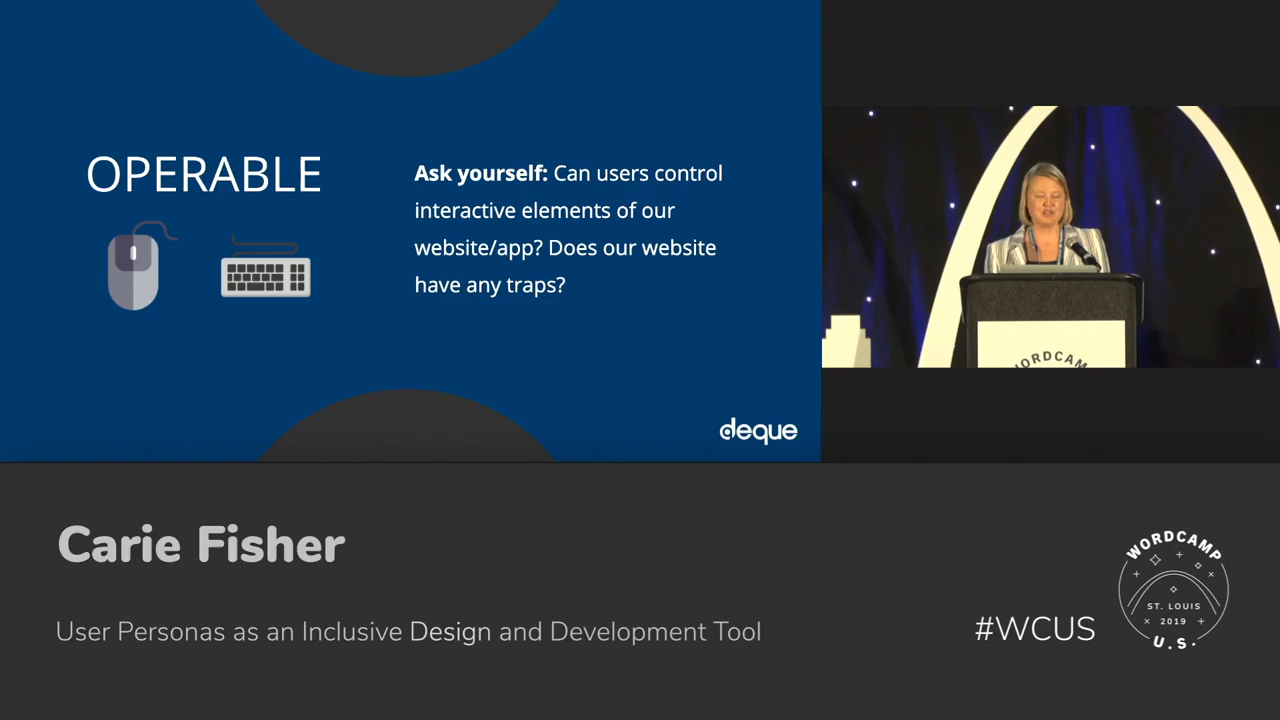 OPERABLE
Ask yourself: Can users control
interactive elements of our
website/app? Does our website
have any traps?
deque
WORDCAM
Carie Fisher
User Personas as an Inclusive Design and Development Tool
#WCUS
WORDCAMP
ST. LOUIS
2019
U.S.